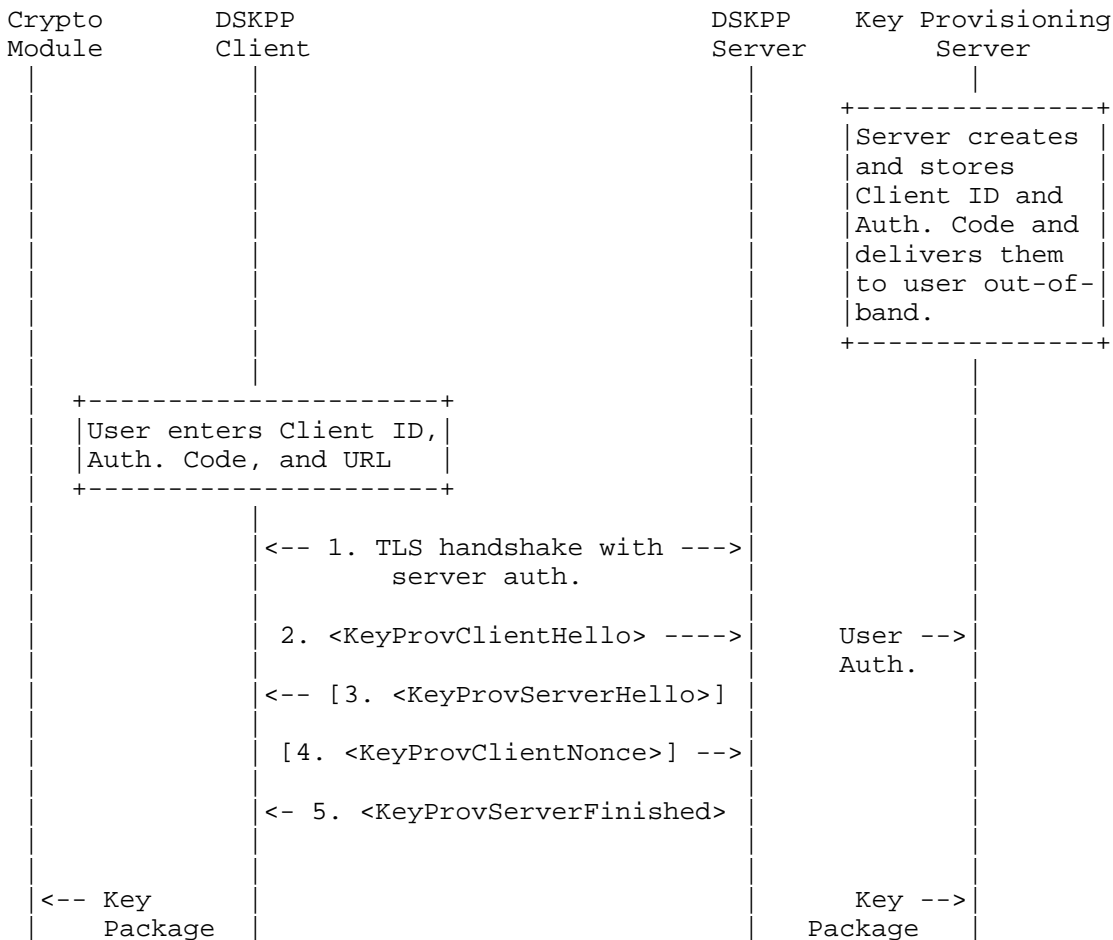 Crypto DSKPP DSKPP Key Provisioning
Module Client Server Server
Server creates
and stores
Client ID and
Auth. Code and
delivers them
to user out-of-
band.
User enters Client ID,
Auth. Code, and URL
<-- 1. TLS handshake with --->
server auth.
2. <KeyProvClientHello> ----> User -->
Auth.
<-- [3. <KeyProvServerHello>]
[4. <KeyProvClientNonce>] -->
<- 5. <KeyProvServerFinished>
<-- Key Key -->
Package Package